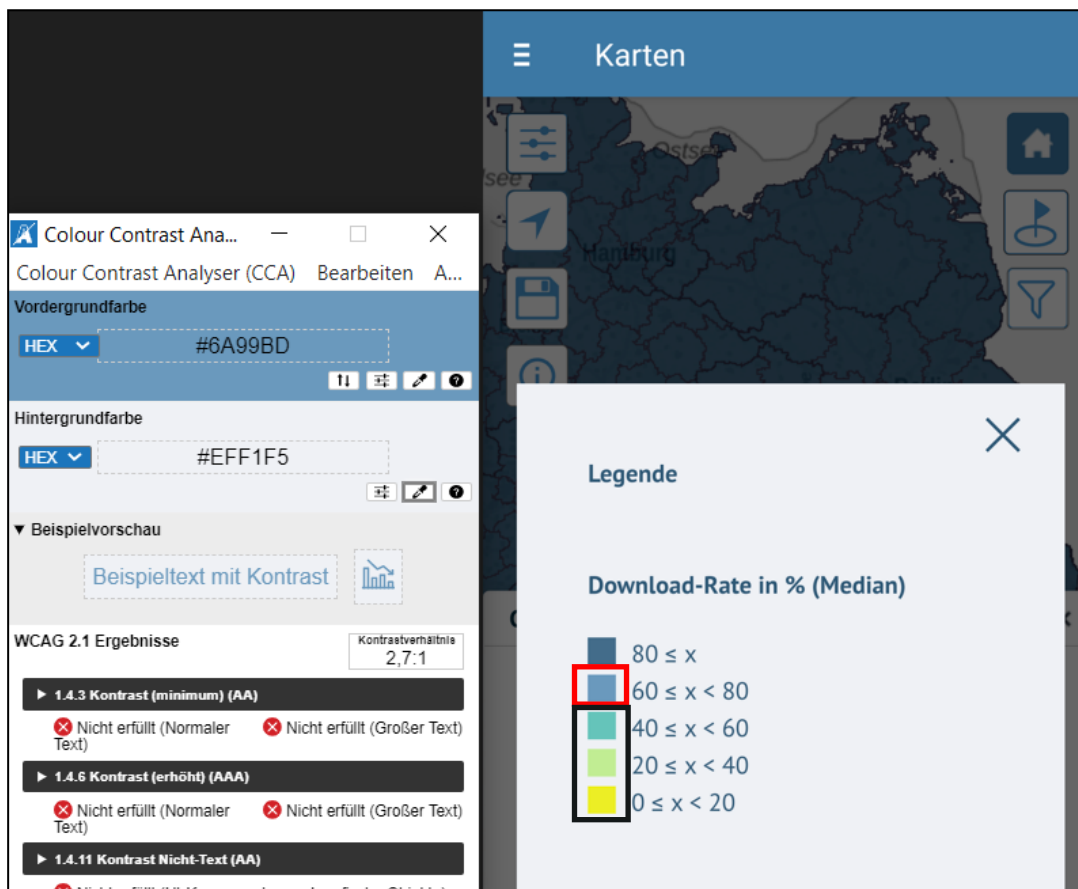 Karten
Ostsee
see
Hamburg
Colour Contrast Ana...
Colour Contrast Analyser (CCA) Bearbeiten A...
Vordergrundfarbe
HEX #6A99BD
Hintergrundfarbe
HEX #EFF1F5
Beispielvorschau
Beispieltext mit Kontrast
WCAG 2.1 Ergebnisse
Kontrastverhältnis
2,7:1
1.4.3 Kontrast (minimum) (AA)
Nicht erfüllt (Normaler Nicht erfüllt (Großer Text)
Text)
1.4.6 Kontrast (erhöht) (AAA)
Nicht erfüllt (Normaler Nicht erfüllt (Großer Text)
Text)
1.4.11 Kontrast Nicht-Text (AA)
Legende
Download-Rate in % (Median)
80 ≤ x
60 ≤ x < 80
40 ≤ x < 60
20 ≤ x < 40
0 ≤ x < 20